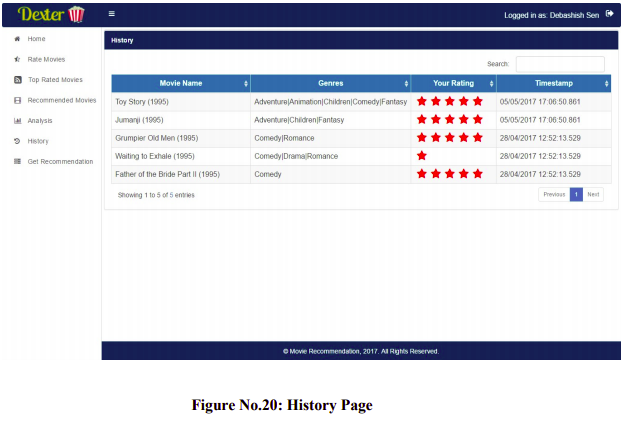 Dexter
Logged in as: Debashish Sen
Home
Rate Movies
Top Rated Movies
Recommended Movies
Analysis
History
Get Recommendation
History
Search:
Movie Name Genres Your Rating Timestamp
Toy Story (1995) Adventure|Animation|Children|Comedy|Fantasy 05/05/2017 17:06:50.861
Jumanji (1995) Adventure|Children|Fantasy 05/05/2017 17:06:50.861
Grumpier Old Men (1995) Comedy|Romance 28/04/2017 12:52:13.529
Waiting to Exhale (1995) Comedy|Drama|Romance 28/04/2017 12:52:13.529
Father of the Bride Part II (1995) Comedy 28/04/2017 12:52:13.529
Showing 1 to 5 of 5 entries
Previous 1 Next
© Movie Recommendation, 2017. All Rights Reserved.
Figure No.20: History Page